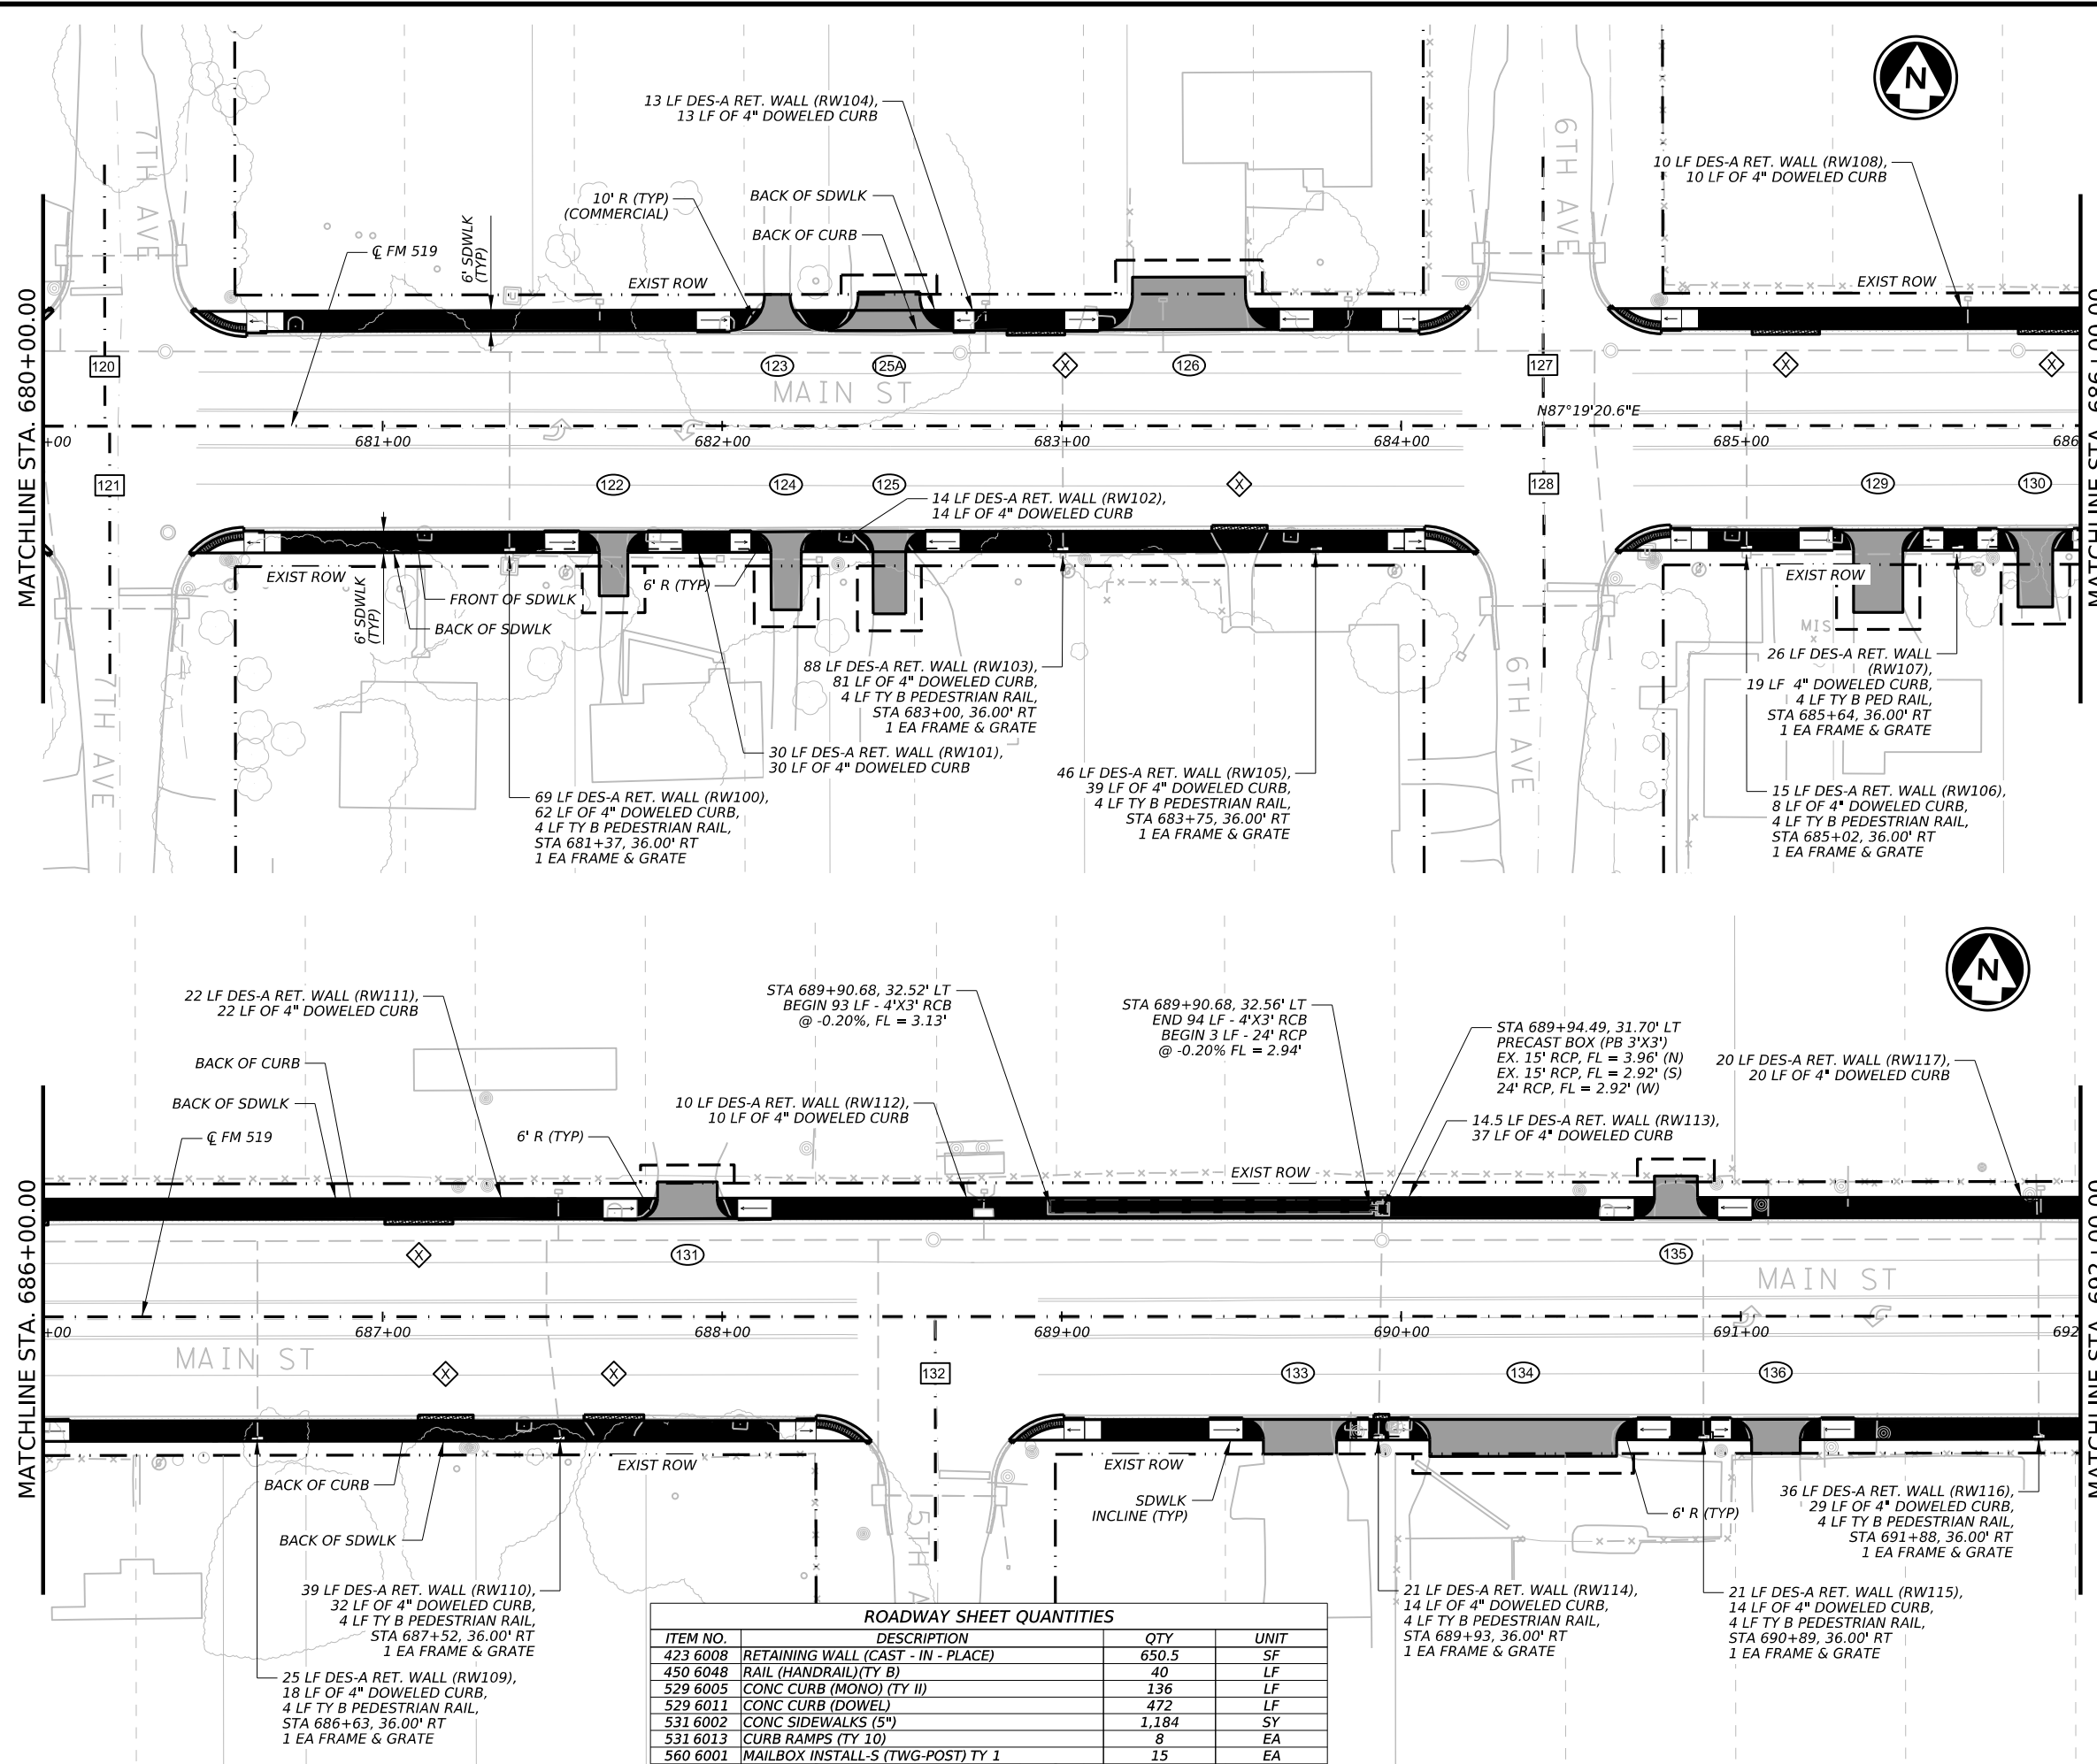 N
13 LF DES-A RET. WALL (RW104),
13 LF OF 4" DOWELED CURB
10' R (TYP)
(COMMERCIAL)
BACK OF SDWLK
BACK OF CURB
℄ FM 519
6' SDWLK
(TYP)
EXIST ROW
7TH AVE
6TH AVE
10 LF DES-A RET. WALL (RW108),
10 LF OF 4" DOWELED CURB
EXIST ROW
MATCHLINE STA. 680+00.00
MATCHLINE STA. 686+00.00
120
123
125A
X
126
127
X
X
MAIN ST
N87°19'20.6"E
+00
681+00
682+00
683+00
684+00
685+00
686
121
122
124
125
X
128
129
130
14 LF DES-A RET. WALL (RW102),
14 LF OF 4" DOWELED CURB
EXIST ROW
6' SDWLK
(TYP)
FRONT OF SDWLK
BACK OF SDWLK
6' R (TYP)
EXIST ROW
MIS
7TH AVE
6TH AVE
88 LF DES-A RET. WALL (RW103),
81 LF OF 4" DOWELED CURB,
4 LF TY B PEDESTRIAN RAIL,
STA 683+00, 36.00' RT
1 EA FRAME & GRATE
30 LF DES-A RET. WALL (RW101),
30 LF OF 4" DOWELED CURB
69 LF DES-A RET. WALL (RW100),
62 LF OF 4" DOWELED CURB,
4 LF TY B PEDESTRIAN RAIL,
STA 681+37, 36.00' RT
1 EA FRAME & GRATE
46 LF DES-A RET. WALL (RW105),
39 LF OF 4" DOWELED CURB,
4 LF TY B PEDESTRIAN RAIL,
STA 683+75, 36.00' RT
1 EA FRAME & GRATE
26 LF DES-A RET. WALL
(RW107),
19 LF 4" DOWELED CURB,
4 LF TY B PED RAIL,
STA 685+64, 36.00' RT
1 EA FRAME & GRATE
15 LF DES-A RET. WALL (RW106),
8 LF OF 4" DOWELED CURB,
4 LF TY B PEDESTRIAN RAIL,
STA 685+02, 36.00' RT
1 EA FRAME & GRATE
N
22 LF DES-A RET. WALL (RW111),
22 LF OF 4" DOWELED CURB
BACK OF CURB
BACK OF SDWLK
℄ FM 519
6' R (TYP)
STA 689+90.68, 32.52' LT
BEGIN 93 LF - 4'X3' RCB
@ -0.20%, FL = 3.13'
10 LF DES-A RET. WALL (RW112),
10 LF OF 4" DOWELED CURB
STA 689+90.68, 32.56' LT
END 94 LF - 4'X3' RCB
BEGIN 3 LF - 24' RCP
@ -0.20% FL = 2.94'
STA 689+94.49, 31.70' LT
PRECAST BOX (PB 3'X3')
EX. 15' RCP, FL = 3.96' (N)
EX. 15' RCP, FL = 2.92' (S)
24' RCP, FL = 2.92' (W)
14.5 LF DES-A RET. WALL (RW113),
37 LF OF 4" DOWELED CURB
20 LF DES-A RET. WALL (RW117),
20 LF OF 4" DOWELED CURB
EXIST ROW
MATCHLINE STA. 686+00.00
MATCHLINE STA. 692+00.00
X
131
135
MAIN ST
+00
687+00
688+00
689+00
690+00
691+00
692
MAIN ST
X
X
132
133
134
136
EXIST ROW
BACK OF CURB
BACK OF SDWLK
EXIST ROW
SDWLK
INCLINE (TYP)
6' R (TYP)
5TH A
39 LF DES-A RET. WALL (RW110),
32 LF OF 4" DOWELED CURB,
4 LF TY B PEDESTRIAN RAIL,
STA 687+52, 36.00' RT
1 EA FRAME & GRATE
25 LF DES-A RET. WALL (RW109),
18 LF OF 4" DOWELED CURB,
4 LF TY B PEDESTRIAN RAIL,
STA 686+63, 36.00' RT
1 EA FRAME & GRATE
36 LF DES-A RET. WALL (RW116),
29 LF OF 4" DOWELED CURB,
4 LF TY B PEDESTRIAN RAIL,
STA 691+88, 36.00' RT
1 EA FRAME & GRATE
21 LF DES-A RET. WALL (RW114),
14 LF OF 4" DOWELED CURB,
4 LF TY B PEDESTRIAN RAIL,
STA 689+93, 36.00' RT
1 EA FRAME & GRATE
21 LF DES-A RET. WALL (RW115),
14 LF OF 4" DOWELED CURB,
4 LF TY B PEDESTRIAN RAIL,
STA 690+89, 36.00' RT
1 EA FRAME & GRATE
ROADWAY SHEET QUANTITIES
ITEM NO. DESCRIPTION QTY UNIT
423 6008 RETAINING WALL (CAST - IN - PLACE) 650.5 SF
450 6048 RAIL (HANDRAIL)(TY B) 40 LF
529 6005 CONC CURB (MONO) (TY II) 136 LF
529 6011 CONC CURB (DOWEL) 472 LF
531 6002 CONC SIDEWALKS (5") 1,184 SY
531 6013 CURB RAMPS (TY 10) 8 EA
560 6001 MAILBOX INSTALL-S (TWG-POST) TY 1 15 EA